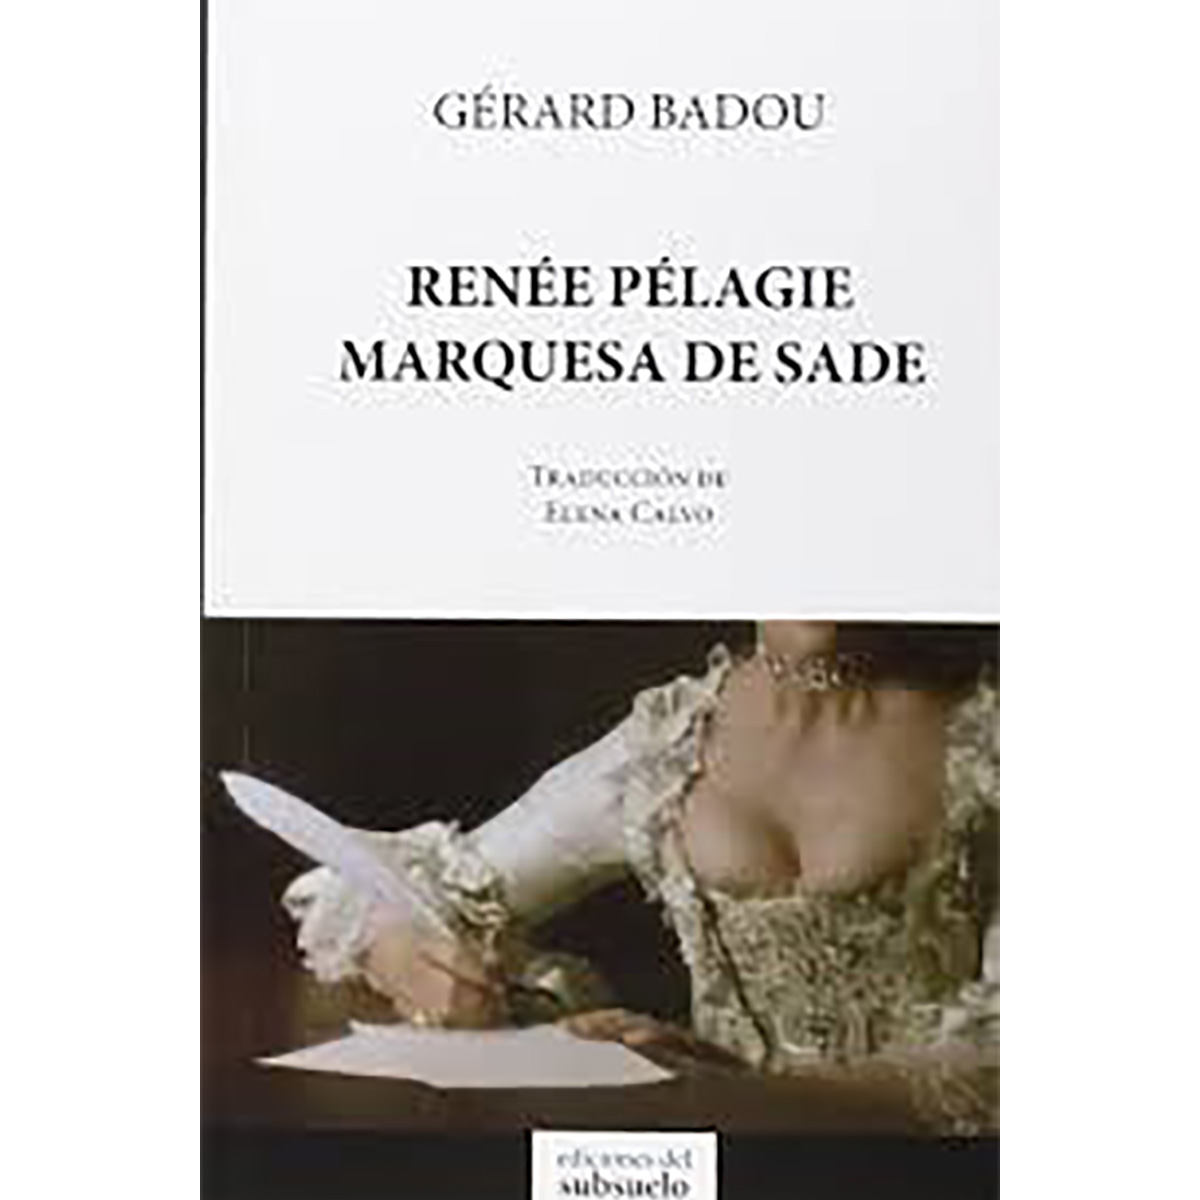 GÉRARD BADOU
RENÉE PÉLAGIE
MARQUESA DE SADE
TRADUCCIÓN DE
ELENA CALVO
ediciones del
subsuelo